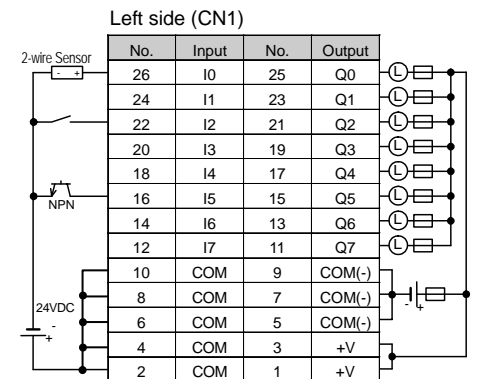 Left side (CN1)
No. Input No. Output
2-wire Sensor
- +
26 I0 25 Q0 L
24 I1 23 Q1 L
22 I2 21 Q2 L
20 I3 19 Q3 L
18 I4 17 Q4 L
16 I5 15 Q5 L
NPN
14 I6 13 Q6 L
12 I7 11 Q7 L
10 COM 9 COM(-)
8 COM 7 COM(-)
- +
24VDC
6 COM 5 COM(-)
- +
4 COM 3 +V
2 COM 1 +V